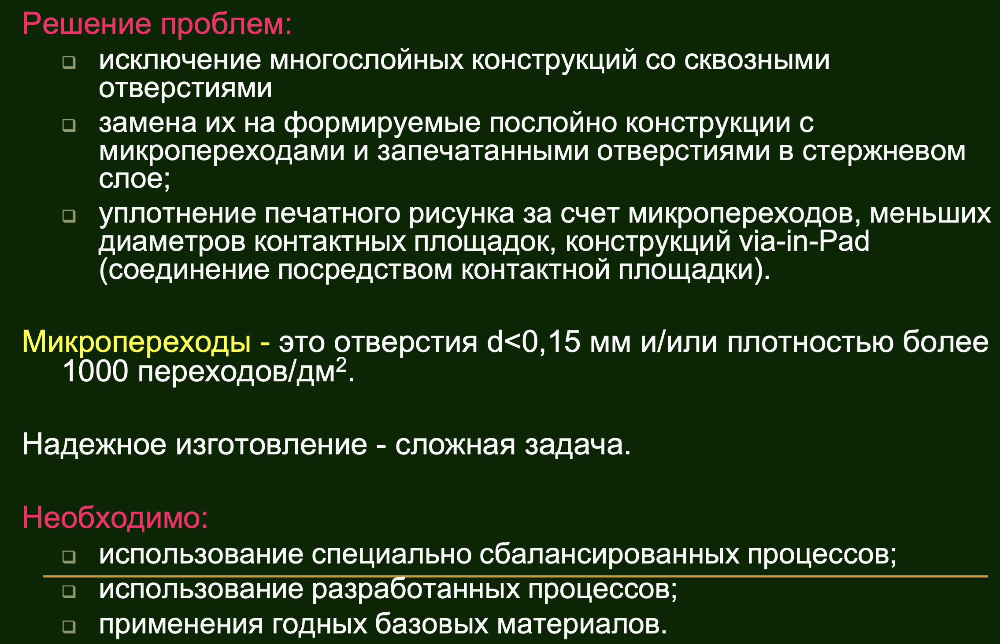 Решение проблем:
❑ исключение многослойных конструкций со сквозными
отверстиями
❑ замена их на формируемые послойно конструкции с
микропереходами и запечатанными отверстиями в стержневом
слое;
❑ уплотнение печатного рисунка за счет микропереходов, меньших
диаметров контактных площадок, конструкций via-in-Pad
(соединение посредством контактной площадки).
Микропереходы - это отверстия d<0,15 мм и/или плотностью более
1000 переходов/дм².
Надежное изготовление - сложная задача.
Необходимо:
❑ использование специально сбалансированных процессов;
❑ использование разработанных процессов;
❑ применения годных базовых материалов.